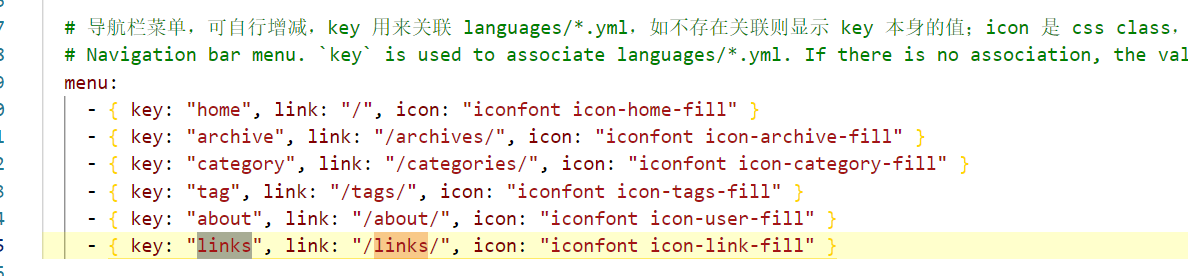 # 导航栏菜单，可自行增减，key 用来关联 languages/*.yml，如不存在关联则显示 key 本身的值；icon 是 css class，
# Navigation bar menu. `key` is used to associate languages/*.yml. If there is no association, the val
menu:
- { key: "home", link: "/", icon: "iconfont icon-home-fill" }
- { key: "archive", link: "/archives/", icon: "iconfont icon-archive-fill" }
- { key: "category", link: "/categories/", icon: "iconfont icon-category-fill" }
- { key: "tag", link: "/tags/", icon: "iconfont icon-tags-fill" }
- { key: "about", link: "/about/", icon: "iconfont icon-user-fill" }
- { key: "links", link: "/links/", icon: "iconfont icon-link-fill" }